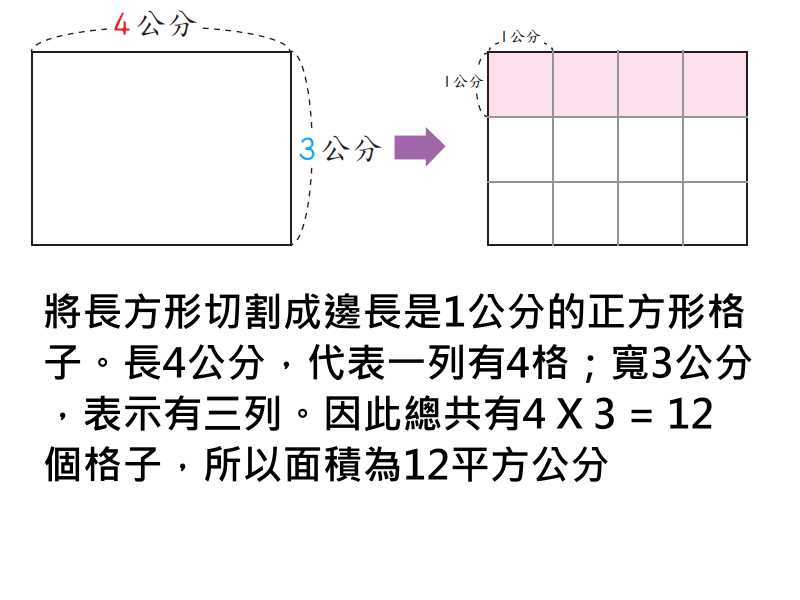 4公分
1公分
1公分
3公分
將長方形切割成邊長是1公分的正方形格
子。長4公分，代表一列有4格；寬3公分
，表示有三列。因此總共有4 X 3 = 12
個格子，所以面積為12平方公分